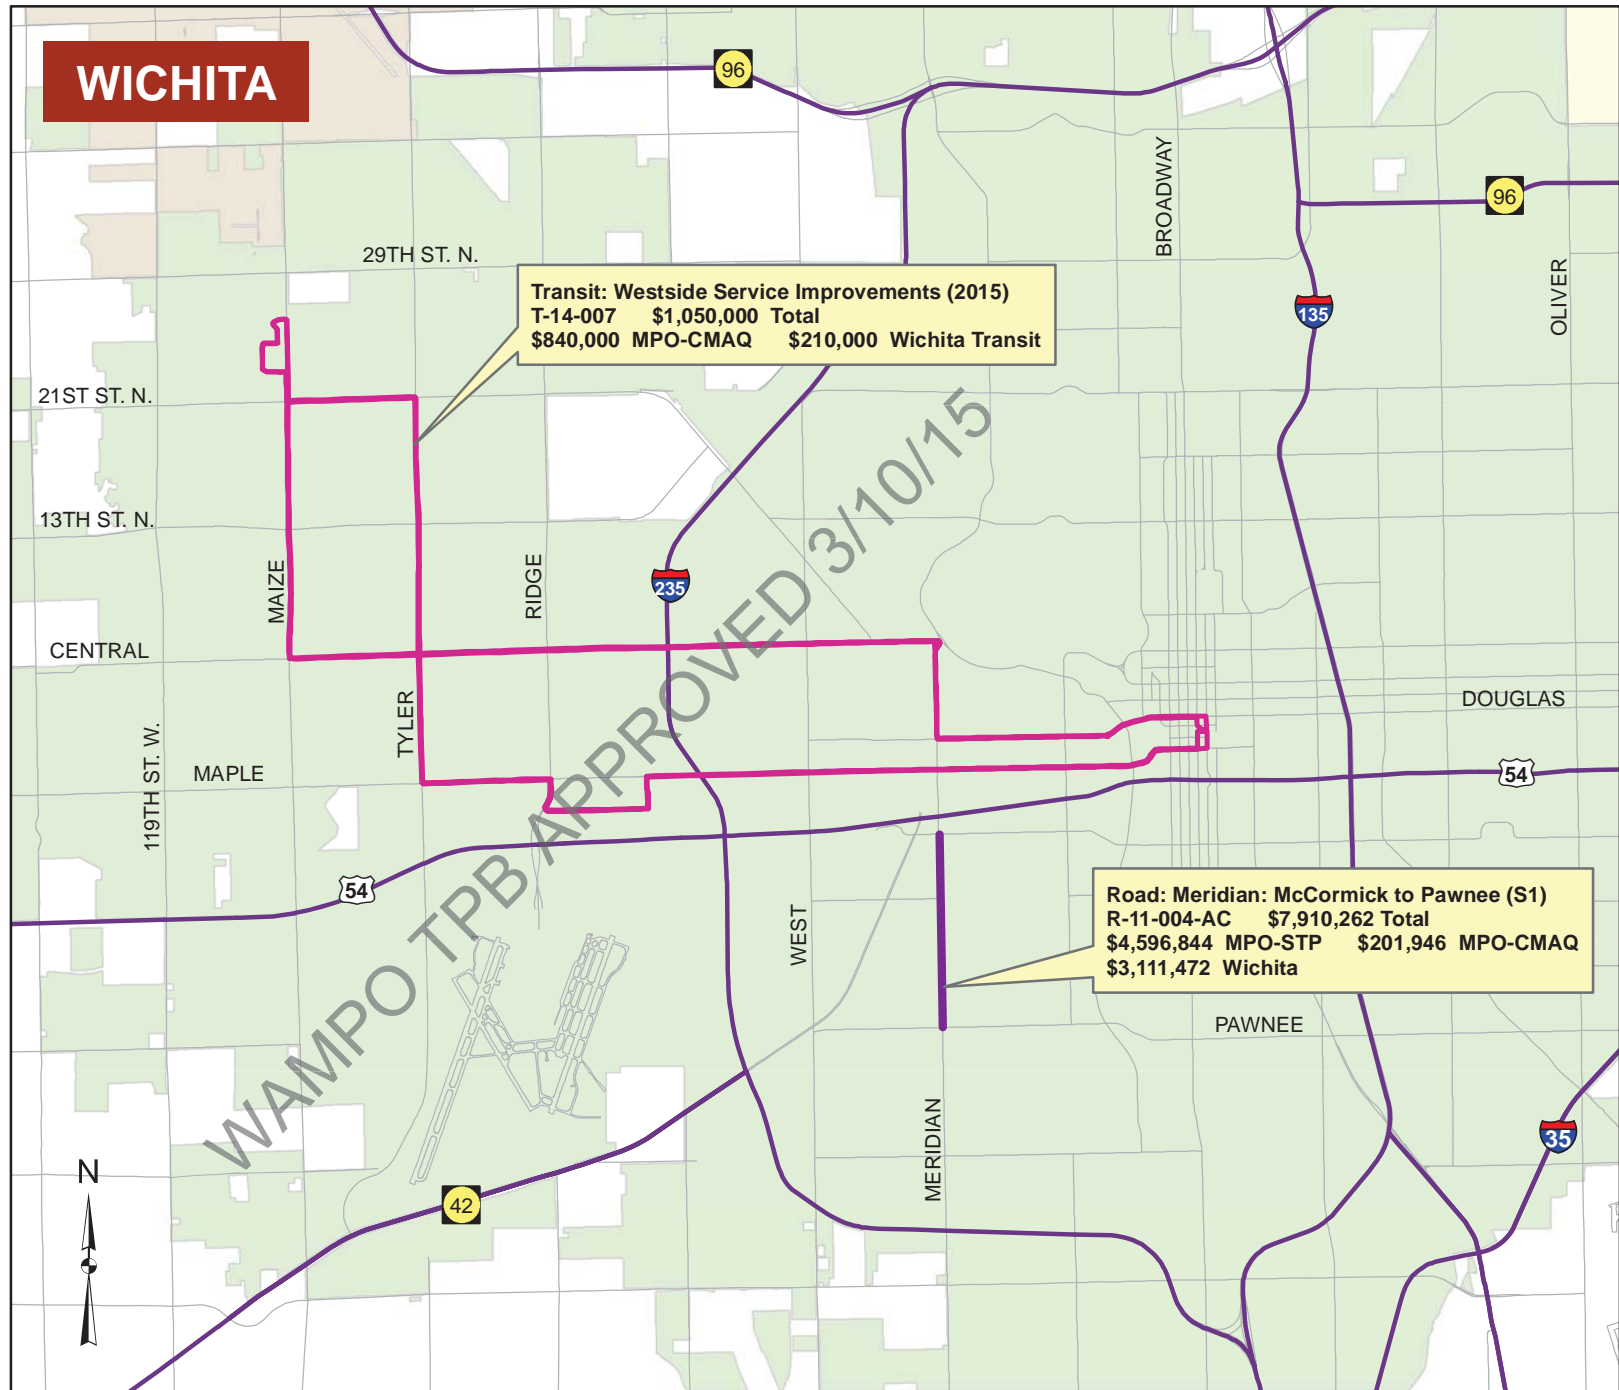 WICHITA
96
BROADWAY
96
29TH ST. N.
OLIVER
Transit: Westside Service Improvements (2015)
T-14-007 $1,050,000 Total
$840,000 MPO-CMAQ $210,000 Wichita Transit
135
21ST ST. N.
13TH ST. N.
MAIZE
RIDGE
235
CENTRAL
TYLER
DOUGLAS
119TH ST. W.
MAPLE
54
54
WAMPO TPB APPROVED 3/10/15
Road: Meridian: McCormick to Pawnee (S1)
R-11-004-AC $7,910,262 Total
$4,596,844 MPO-STP $201,946 MPO-CMAQ
$3,111,472 Wichita
WEST
PAWNEE
MERIDIAN
35
N
42